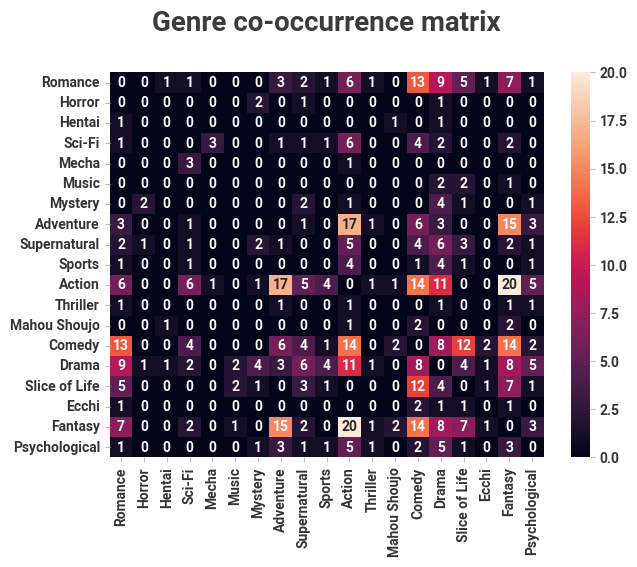 Genre co-occurrence matrix
Romance 0 0 1 1 0 0 0 3 2 1 6 1 0 13 9 5 1 7 1 20.0
Horror 0 0 0 0 0 0 2 0 1 0 0 0 0 0 1 0 0 0 0
Hentai 1 0 0 0 0 0 0 0 0 0 0 0 1 0 1 0 0 0 0 17.5
Sci-Fi 1 0 0 0 3 0 0 1 1 1 6 0 0 4 2 0 0 2 0
Mecha 0 0 0 3 0 0 0 0 0 0 1 0 0 0 0 0 0 0 0 15.0
Music 0 0 0 0 0 0 0 0 0 0 0 0 0 0 2 2 0 1 0
Mystery 0 2 0 0 0 0 0 0 2 0 1 0 0 0 4 1 0 0 1 12.5
Adventure 3 0 0 1 0 0 0 0 1 0 17 1 0 6 3 0 0 15 3
Supernatural 2 1 0 1 0 0 2 1 0 0 5 0 0 4 6 3 0 2 1 10.0
Sports 1 0 0 1 0 0 0 0 0 0 4 0 0 1 4 1 0 0 1
Action 6 0 0 6 1 0 1 17 5 4 0 1 1 14 11 0 0 20 5 7.5
Thriller 1 0 0 0 0 0 0 1 0 0 1 0 0 0 1 0 0 1 1
Mahou Shoujo 0 0 1 0 0 0 0 0 0 0 1 0 0 2 0 0 0 2 0
Comedy 13 0 0 4 0 0 0 6 4 1 14 0 2 0 8 12 2 14 2 5.0
Drama 9 1 1 2 0 2 4 3 6 4 11 1 0 8 0 4 1 8 5
Slice of Life 5 0 0 0 0 2 1 0 3 1 0 0 0 12 4 0 1 7 1 2.5
Ecchi 1 0 0 0 0 0 0 0 0 0 0 0 0 2 1 1 0 1 0
Fantasy 7 0 0 2 0 1 0 15 2 0 20 1 2 14 8 7 1 0 3
Psychological 1 0 0 0 0 0 1 3 1 1 5 1 0 2 5 1 0 3 0 0.0
Romance
Horror
Hentai
Sci-Fi
Mecha
Music
Mystery
Adventure
Supernatural
Sports
Action
Thriller
Mahou Shoujo
Comedy
Drama
Slice of Life
Ecchi
Fantasy
Psychological